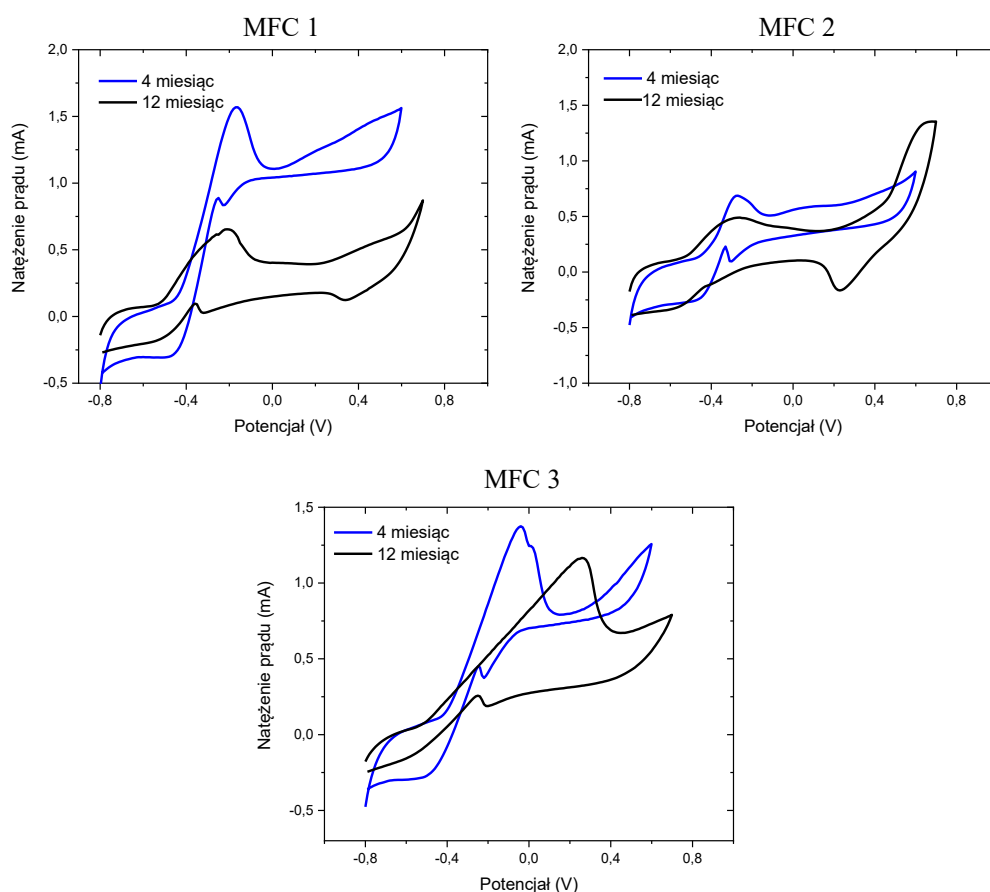 MFC 1
4 miesiąc
12 miesiąc
2,0
1,5
1,0
0,5
0,0
-0,5
-0,8
-0,4
0,0
0,4
0,8
Natężenie prądu (mA)
Potencjał (V)
MFC 2
4 miesiąc
12 miesiąc
2,0
1,5
1,0
0,5
0,0
-0,5
-1,0
-0,8
-0,4
0,0
0,4
0,8
Natężenie prądu (mA)
Potencjał (V)
MFC 3
4 miesiąc
12 miesiąc
1,5
1,0
0,5
0,0
-0,5
-0,8
-0,4
0,0
0,4
0,8
Natężenie prądu (mA)
Potencjał (V)